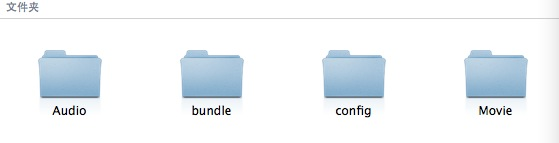 文件夹
Audio
bundle
config
Movie